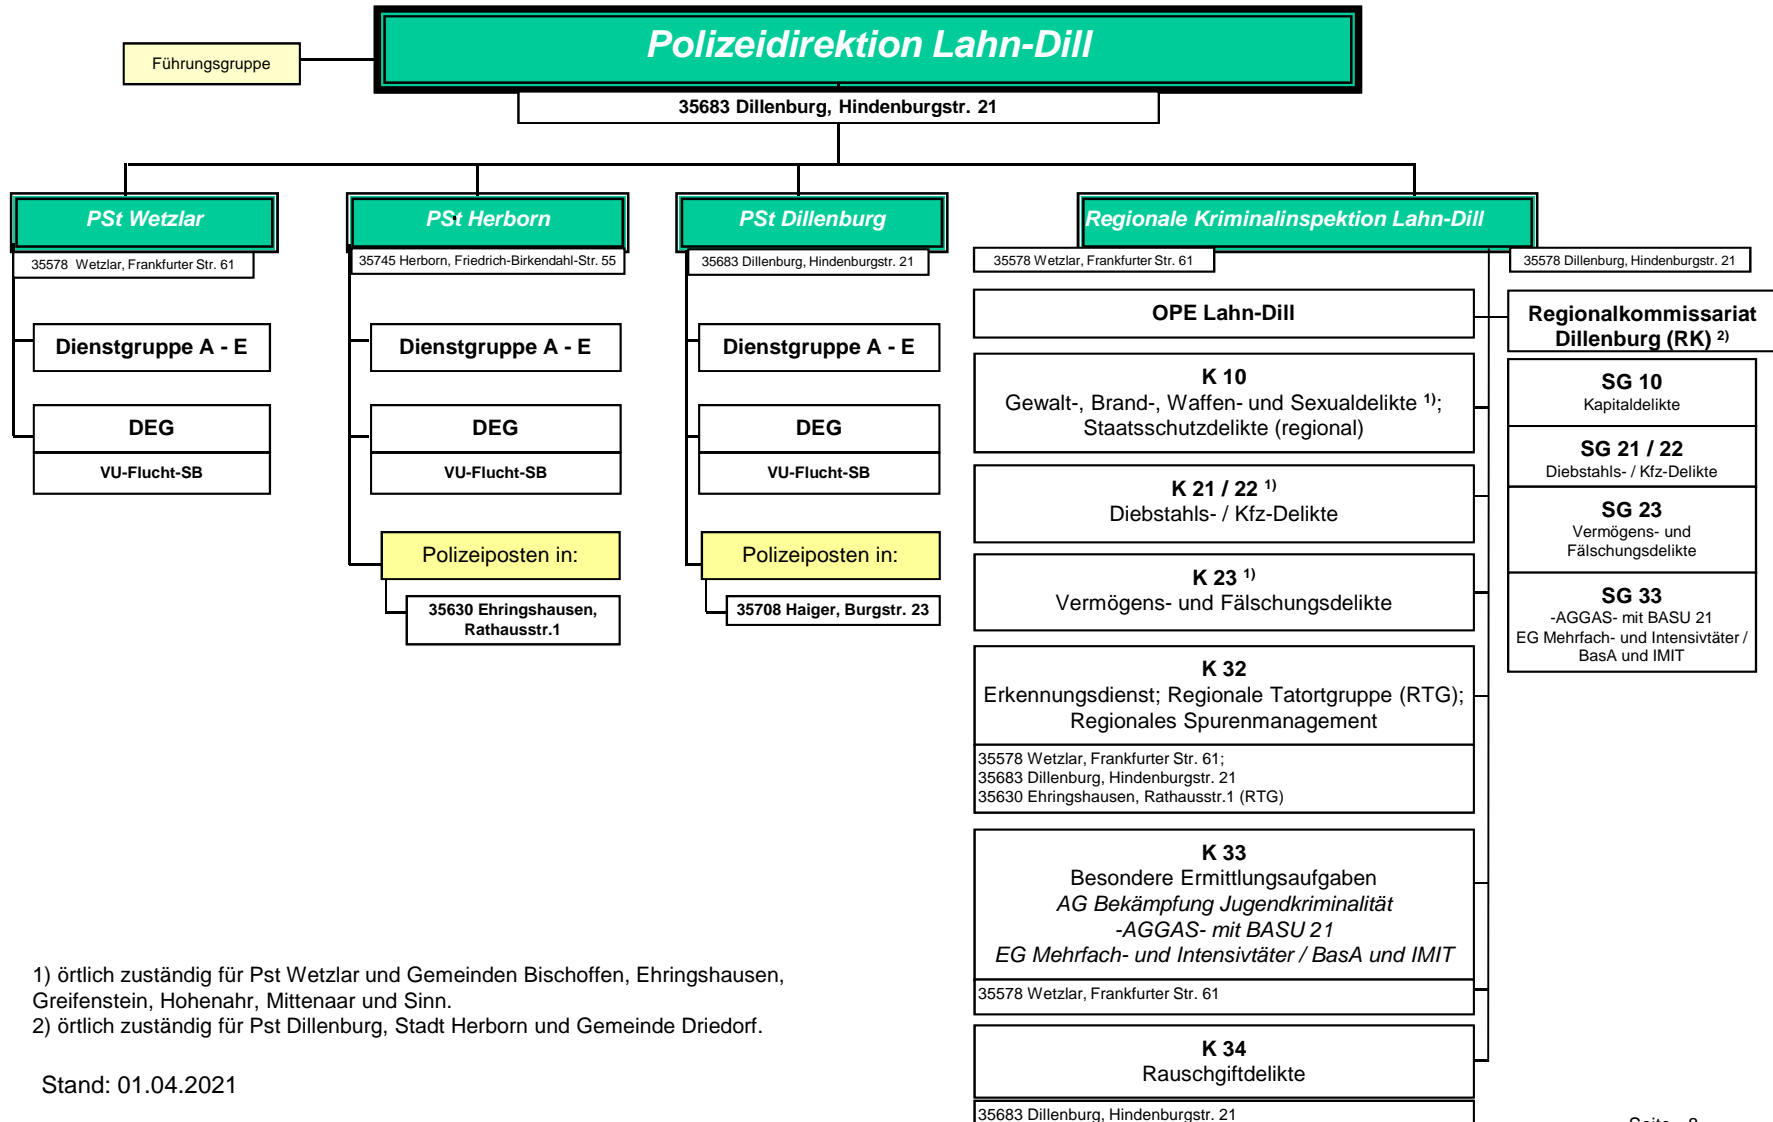 Polizeidirektion Lahn-Dill
Führungsgruppe
35683 Dillenburg, Hindenburgstr. 21
PSt Wetzlar
35578 Wetzlar, Frankfurter Str. 61
Dienstgruppe A - E
DEG
VU-Flucht-SB
PSt Herborn
35745 Herborn, Friedrich-Birkendahl-Str. 55
Dienstgruppe A - E
DEG
VU-Flucht-SB
Polizeiposten in:
35630 Ehringshausen,
Rathausstr.1
PSt Dillenburg
35683 Dillenburg, Hindenburgstr. 21
Dienstgruppe A - E
DEG
VU-Flucht-SB
Polizeiposten in:
35708 Haiger, Burgstr. 23
Regionale Kriminalinspektion Lahn-Dill
35578 Wetzlar, Frankfurter Str. 61
OPE Lahn-Dill
K 10
Gewalt-, Brand-, Waffen- und Sexualdelikte 1);
Staatsschutzdelikte (regional)
K 21 / 22 1)
Diebstahls- / Kfz-Delikte
K 23 1)
Vermögens- und Fälschungsdelikte
K 32
Erkennungsdienst; Regionale Tatortgruppe (RTG);
Regionales Spurenmanagement
35578 Wetzlar, Frankfurter Str. 61;
35683 Dillenburg, Hindenburgstr. 21
35630 Ehringshausen, Rathausstr.1 (RTG)
K 33
Besondere Ermittlungsaufgaben
AG Bekämpfung Jugendkriminalität
-AGGAS- mit BASU 21
EG Mehrfach- und Intensivtäter / BasA und IMIT
35578 Wetzlar, Frankfurter Str. 61
K 34
Rauschgiftdelikte
35683 Dillenburg, Hindenburgstr. 21
35578 Dillenburg, Hindenburgstr. 21
Regionalkommissariat
Dillenburg (RK) 2)
SG 10
Kapitaldelikte
SG 21 / 22
Diebstahls- / Kfz-Delikte
SG 23
Vermögens- und
Fälschungsdelikte
SG 33
-AGGAS- mit BASU 21
EG Mehrfach- und Intensivtäter /
BasA und IMIT
1) örtlich zuständig für Pst Wetzlar und Gemeinden Bischoffen, Ehringshausen,
Greifenstein, Hohenahr, Mittenaar und Sinn.
2) örtlich zuständig für Pst Dillenburg, Stadt Herborn und Gemeinde Driedorf.
Stand: 01.04.2021